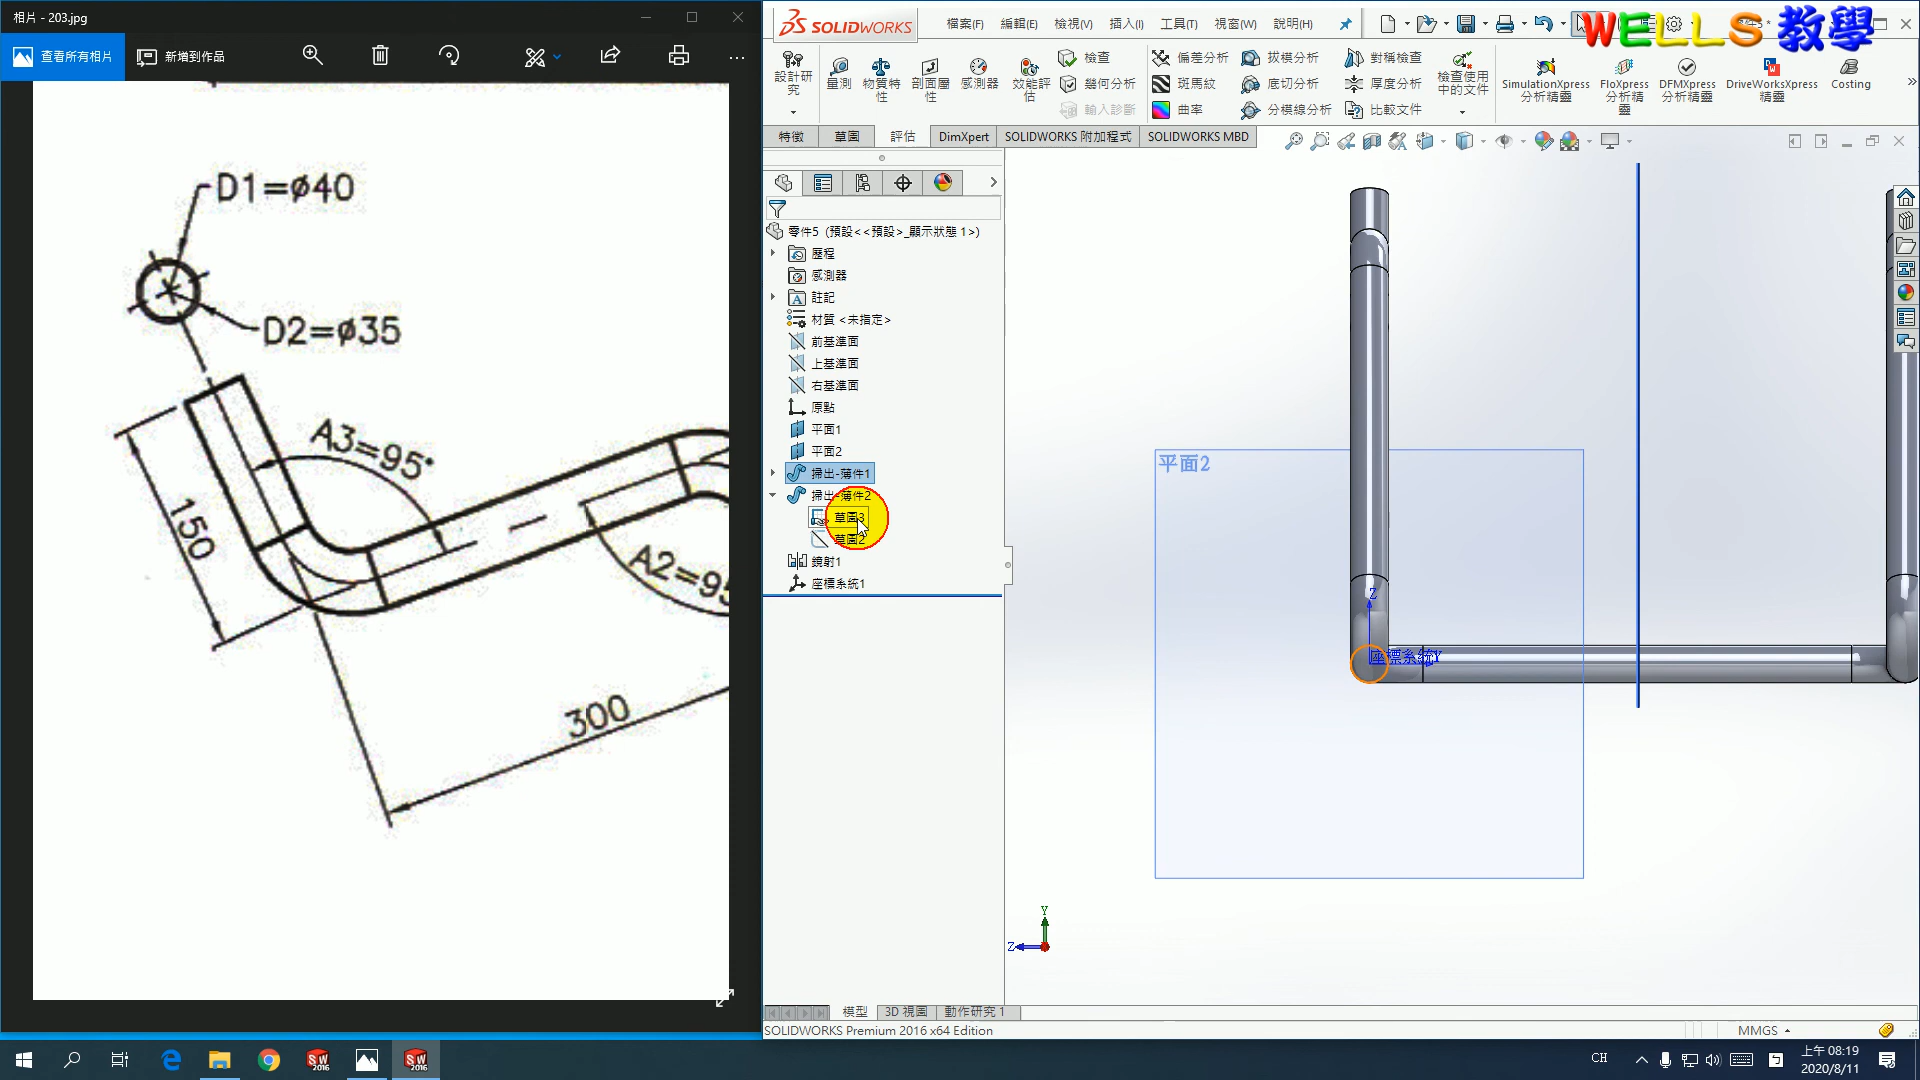 相片 - 203.jpg
查看所有相片
新增到作品
D1=ø40
D2=ø35
A3=95°
150
A2=95
300
SOLIDWORKS
檔案(F)
編輯(E)
檢視(V)
插入(I)
工具(T)
視窗(W)
說明(H)
WELLS 教學
設計研究
量測
物質特性
剖面屬性
感測器
效能評估
檢查
幾何分析
輸入診斷
偏差分析
斑馬紋
曲率
拔模分析
底切分析
分模線分析
對稱檢查
厚度分析
比較文件
檢查使用中的文件
SimulationXpress 分析精靈
FloXpress 分析精靈
DFMXpress 分析精靈
DriveWorksXpress 精靈
Costing
特徵
草圖
評估
DimXpert
SOLIDWORKS 附加程式
SOLIDWORKS MBD
零件5 (預設<<預設>_顯示狀態 1>)
歷程
感測器
註記
材質 <未指定>
前基準面
上基準面
右基準面
原點
平面1
平面2
掃出-薄件1
掃出-薄件2
草圖3
草圖2
鏡射1
座標系統1
平面2
Z
座標系統
Y
Y
Z
模型
3D 視圖
動作研究 1
SOLIDWORKS Premium 2016 x64 Edition
MMGS
CH
上午 08:19
2020/8/11